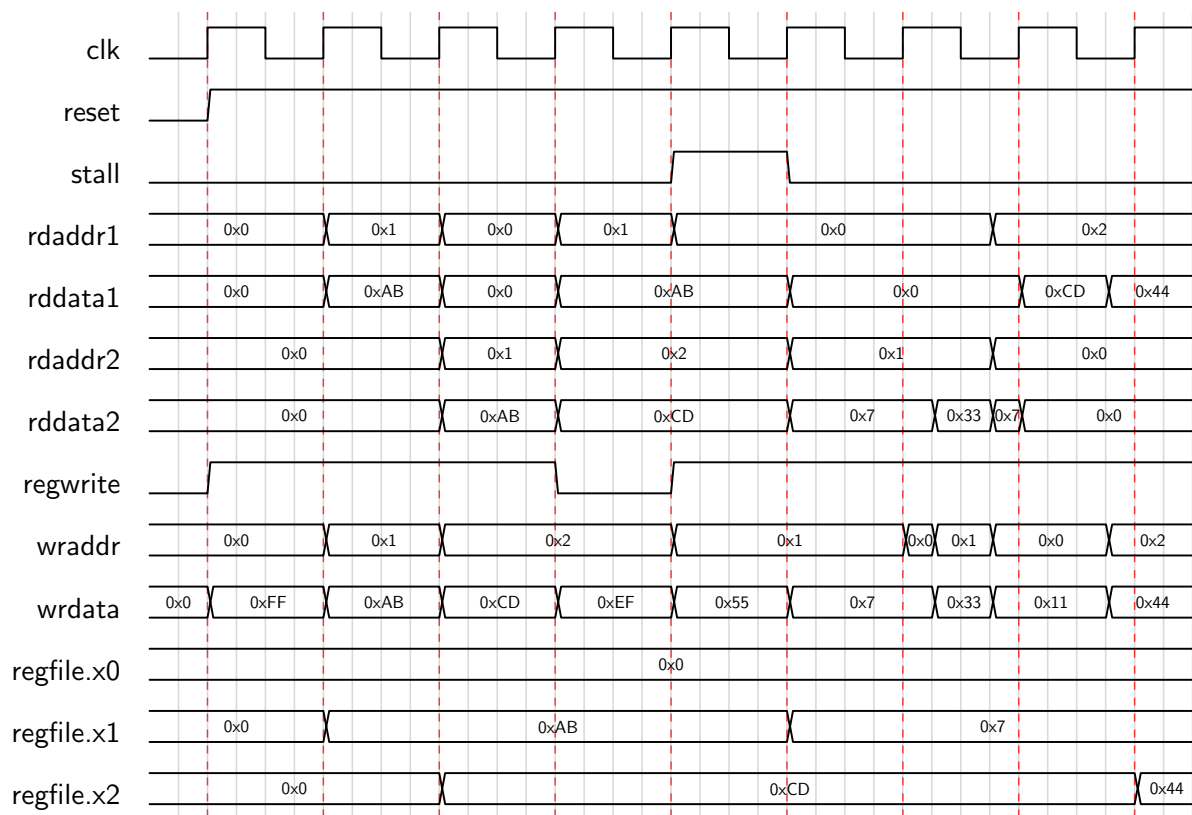 clk
reset
stall
rdaddr1 0x0 0x1 0x0 0x1 0x0 0x2
rddata1 0x0 0xAB 0x0 0xAB 0x0 0xCD 0x44
rdaddr2 0x0 0x1 0x2 0x1 0x0
rddata2 0x0 0xAB 0xCD 0x7 0x33 0x7 0x0
regwrite
wraddr 0x0 0x1 0x2 0x1 0x0 0x1 0x0 0x2
wrdata 0x0 0xFF 0xAB 0xCD 0xEF 0x55 0x7 0x33 0x11 0x44
regfile.x0 0x0
regfile.x1 0x0 0xAB 0x7
regfile.x2 0x0 0xCD 0x44